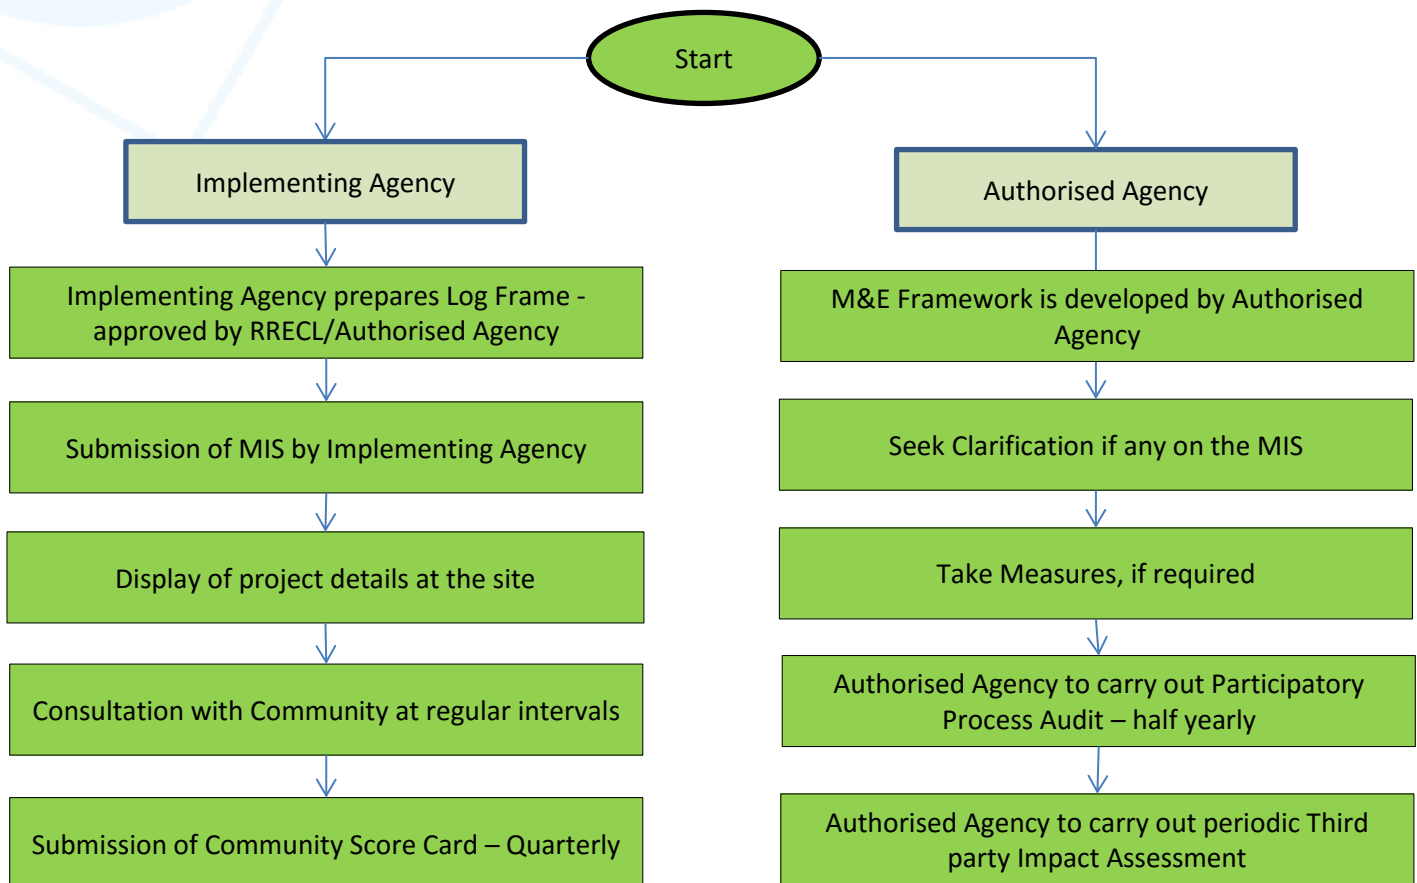 Start
Implementing Agency
Authorised Agency
Implementing Agency prepares Log Frame -
approved by RRECL/Authorised Agency
M&E Framework is developed by Authorised
Agency
Submission of MIS by Implementing Agency
Seek Clarification if any on the MIS
Display of project details at the site
Take Measures, if required
Consultation with Community at regular intervals
Authorised Agency to carry out Participatory
Process Audit – half yearly
Submission of Community Score Card – Quarterly
Authorised Agency to carry out periodic Third
party Impact Assessment